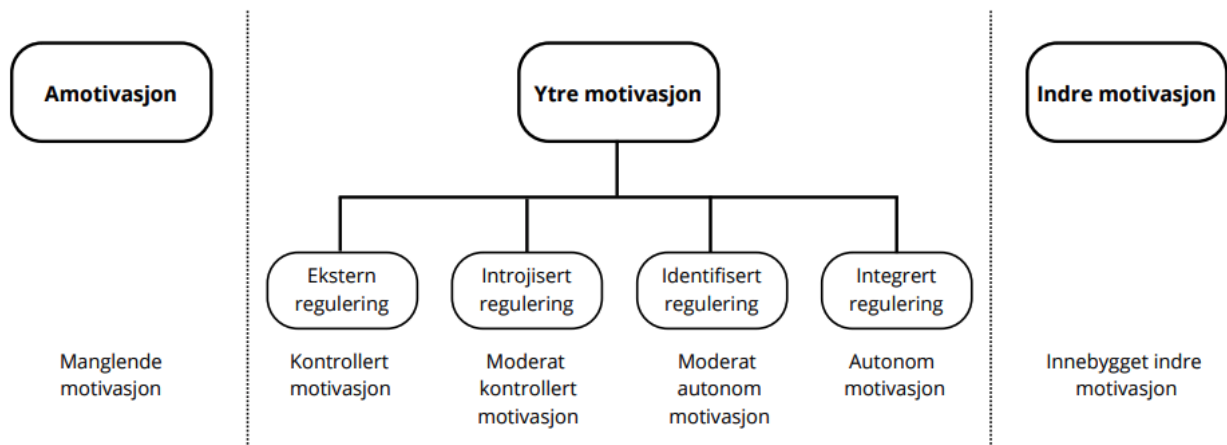 Amotivasjon
Ytre motivasjon
Indre motivasjon
Ekstern
regulering
Introjisert
regulering
Identifisert
regulering
Integrert
regulering
Manglende
motivasjon
Kontrollert
motivasjon
Moderat
kontrollert
motivasjon
Moderat
autonom
motivasjon
Autonom
motivasjon
Innebygget indre
motivasjon